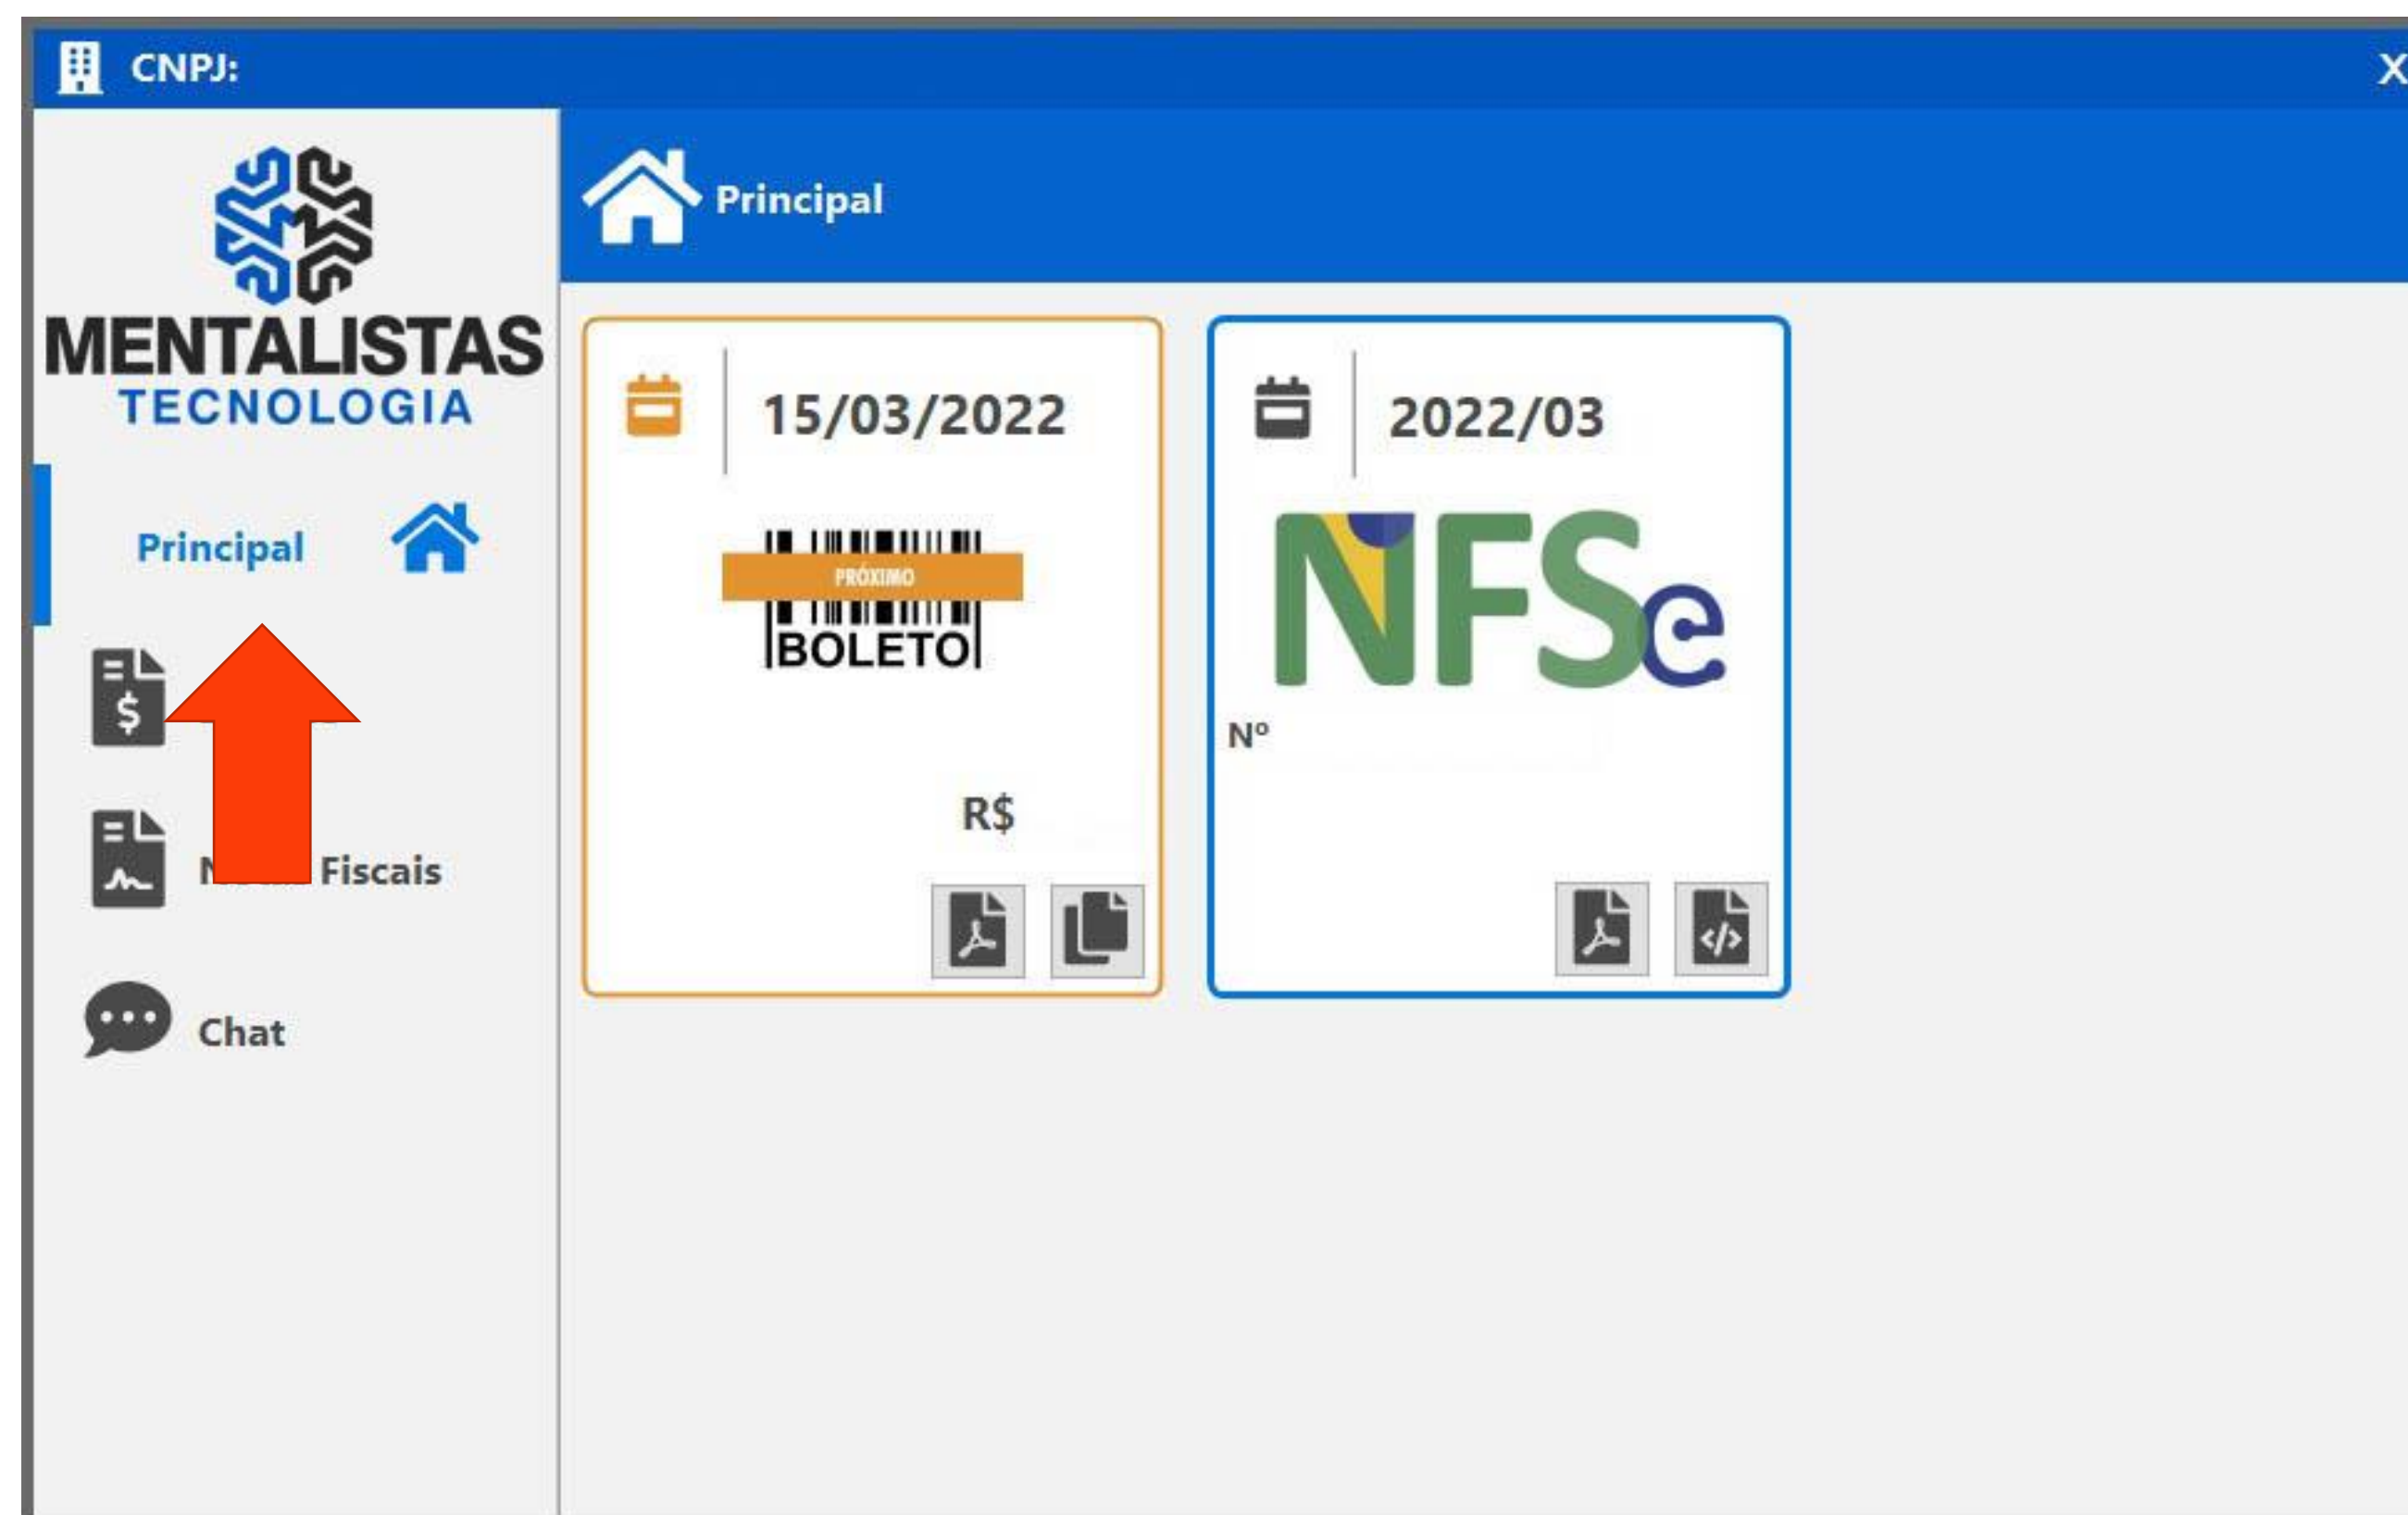 CNPJ:
X
MENTALISTAS
TECNOLOGIA
Principal
Principal
Fiscais
Chat
15/03/2022
PRÓXIMO
BOLETO
R$
2022/03
NFSe
Nº